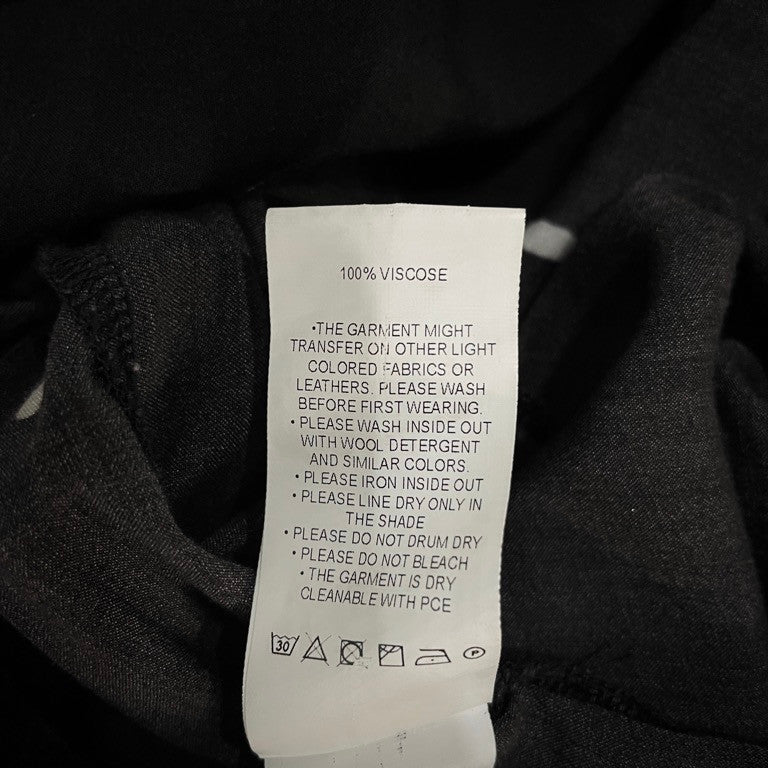 100% VISCOSE
•THE GARMENT MIGHT
TRANSFER ON OTHER LIGHT
COLORED FABRICS OR
LEATHERS. PLEASE WASH
BEFORE FIRST WEARING.
• PLEASE WASH INSIDE OUT
WITH WOOL DETERGENT
AND SIMILAR COLORS.
• PLEASE IRON INSIDE OUT
• PLEASE LINE DRY ONLY IN
THE SHADE
• PLEASE DO NOT DRUM DRY
• PLEASE DO NOT BLEACH
• THE GARMENT IS DRY
CLEANABLE WITH PCE
30 P